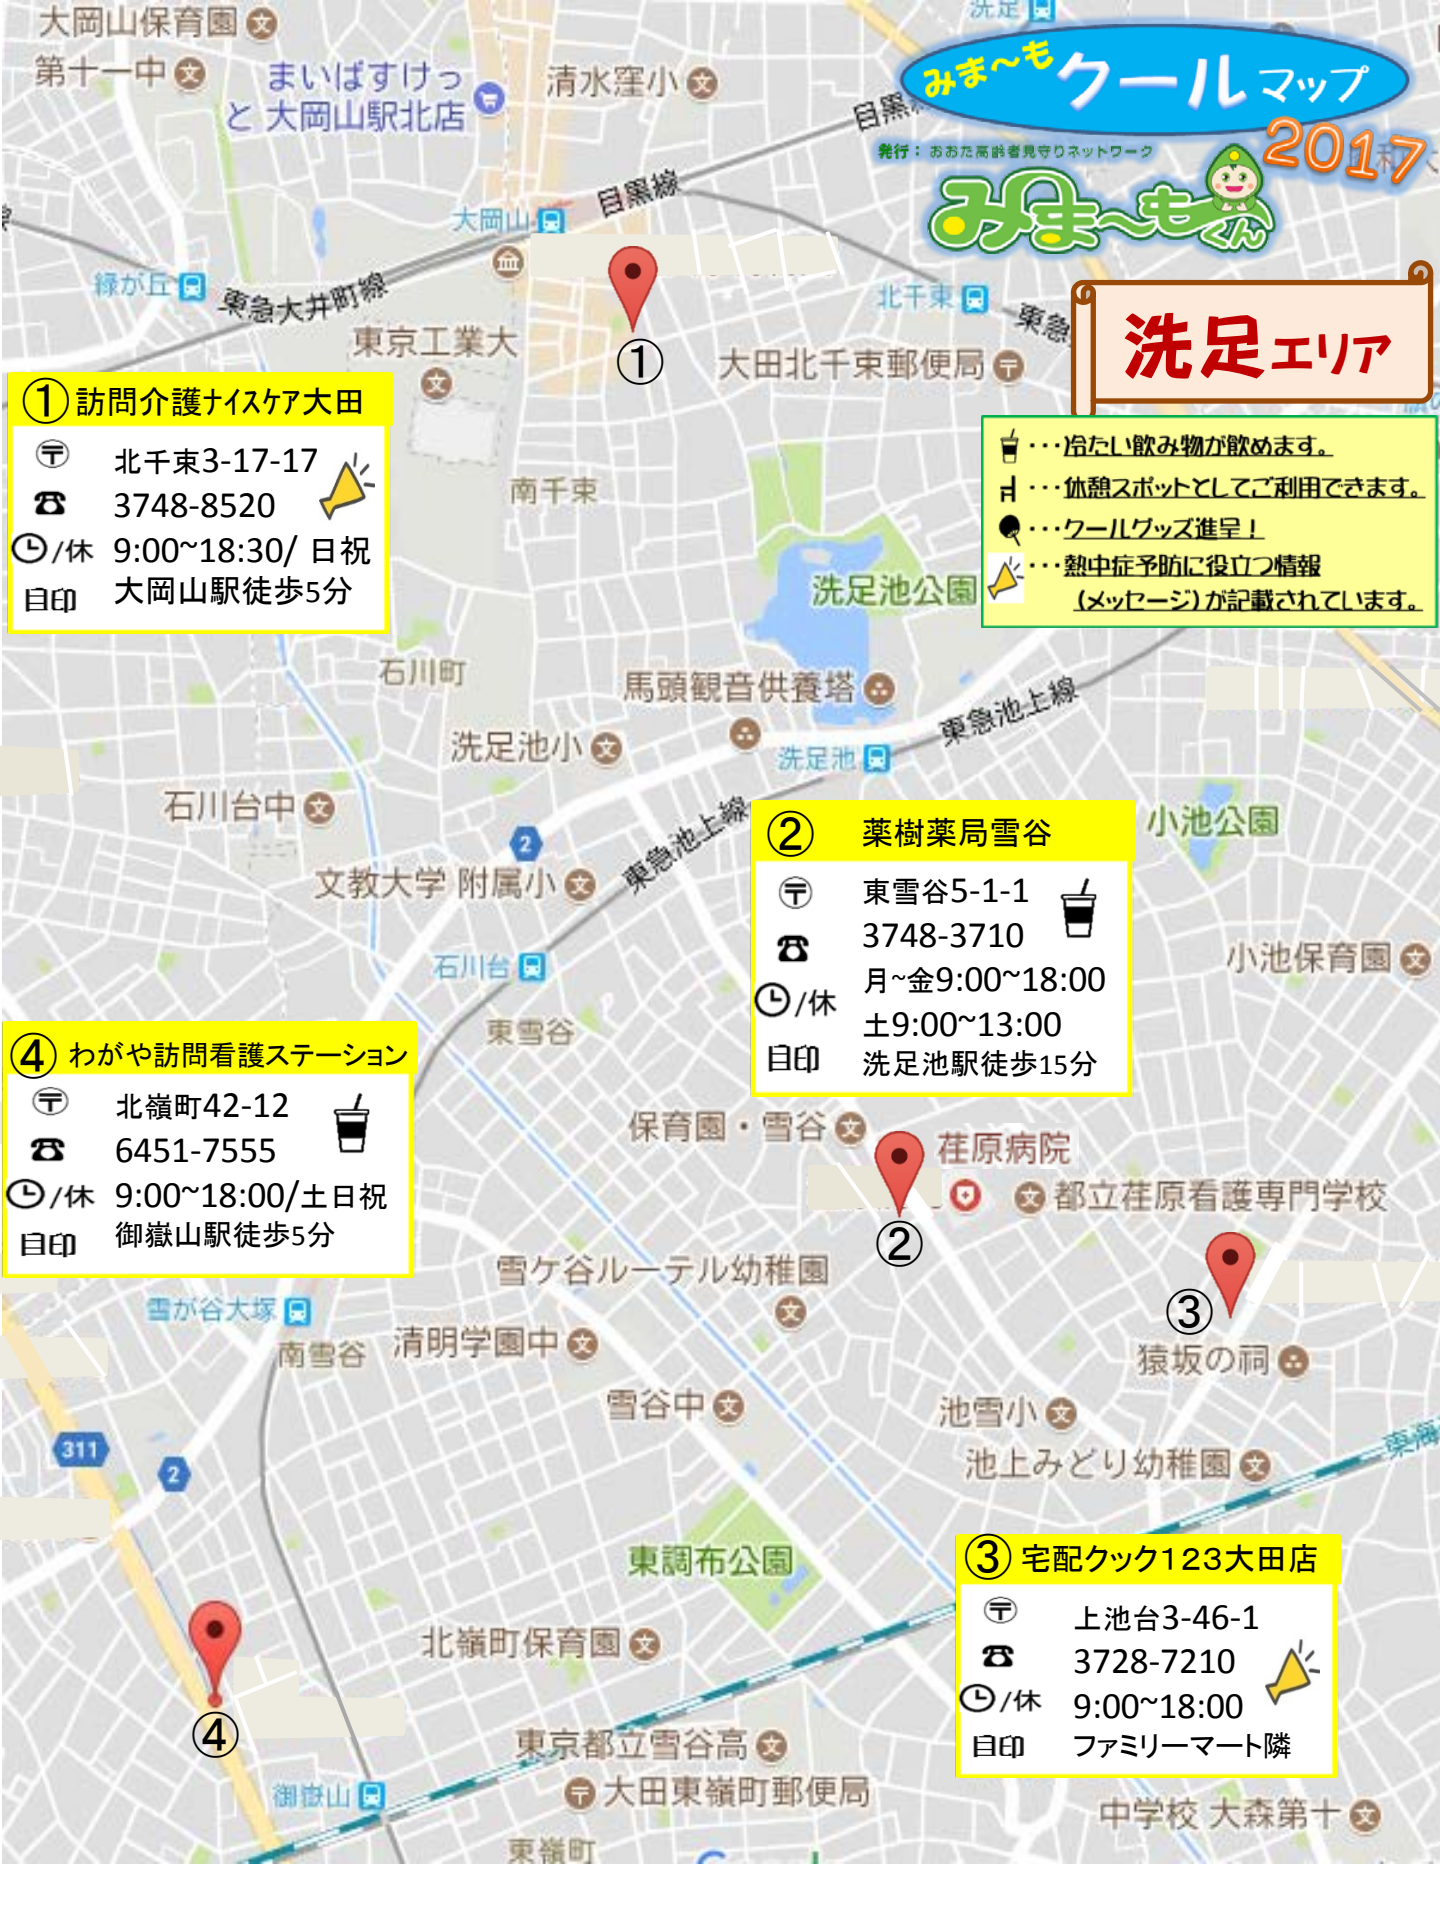 大岡山保育園
第十一中
まいばすけっ
と 大岡山駅北店
清水窪小
洗足
みま～も クールマップ
2017
発行：おおた高齢者見守りネットワーク
みま～もくん
目黒線
大岡山
緑が丘
東急大井町線
東京工業大
北千束
東急
大田北千束郵便局
①
洗足エリア
①訪問介護ナイスケア大田
〒 北千束3-17-17
☎ 3748-8520
/休 9:00~18:30/ 日祝
目印 大岡山駅徒歩5分
・・・冷たい飲み物が飲めます。
・・・休憩スポットとしてご利用できます。
・・・クールグッズ進呈！
・・・熱中症予防に役立つ情報
（メッセージ）が記載されています。
南千束
洗足池公園
石川町
馬頭観音供養塔
東急池上線
洗足池小
洗足池
石川台中
2
東急池上線
文教大学 附属小
小池公園
② 薬樹薬局雪谷
〒 東雪谷5-1-1
☎ 3748-3710
/休 月~金9:00~18:00
土9:00~13:00
目印 洗足池駅徒歩15分
小池保育園
石川台
東雪谷
④わがや訪問看護ステーション
〒 北嶺町42-12
☎ 6451-7555
/休 9:00~18:00/土日祝
目印 御嶽山駅徒歩5分
保育園・雪谷
荏原病院
都立荏原看護専門学校
②
雪ケ谷ルーテル幼稚園
③
雪が谷大塚
南雪谷
清明学園中
猿坂の祠
雪谷中
池雪小
池上みどり幼稚園
東海
311
2
東調布公園
③宅配クック１２３大田店
〒 上池台3-46-1
☎ 3728-7210
/休 9:00~18:00
目印 ファミリーマート隣
北嶺町保育園
④
東京都立雪谷高
大田東嶺町郵便局
御嶽山
中学校 大森第十
東嶺町